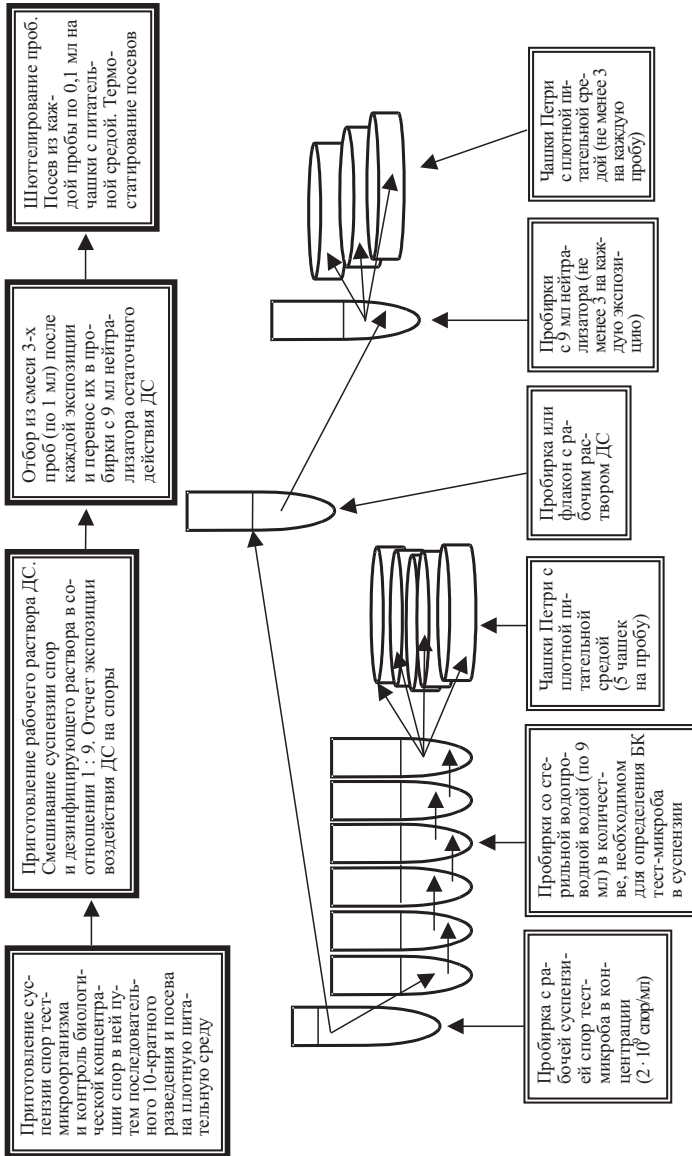 Приготовление сус-
пензии спор тест-
микроорганизма
и контроль биологи-
ческой концентра-
ции спор в ней пу-
тем последователь-
ного 10-кратного
разведения и посева
на плотную пита-
тельную среду
Приготовление рабочего раствора ДС.
Смешивание суспензии спор
и дезинфицирующего раствора в со-
отношении 1 : 9. Отсчет экспозиции
воздействия ДС на споры
Отбор из смеси 3-х
проб (по 1 мл) после
каждой экспозиции
и перенос их в про-
бирки с 9 мл нейтра-
лизатора остаточного
действия ДС
Шюттелирование проб.
Посев из каж-
дой пробы по 0,1 мл на
чашки с питатель-
ной средой. Термо-
статирование посевов
Пробирка с ра-
бочей суспензи-
ей спор тест-
микроба в кон-
центрации
(2 · 10⁹ спор/мл)
Пробирки со сте-
рильной водопро-
водной водой (по 9
мл) в количест-
ве, необходимом
для определения БК
тест-микроба
в суспензии
Чашки Петри с
плотной пи-
тательной
средой
(5 чашек
на пробу)
Пробирка или
флакон с ра-
бочим рас-
твором ДС
Пробирки
с 9 мл нейтра-
лизатора (не
менее 3 на каж-
дую экспози-
цию)
Чашки Петри
с плотной пи-
тательной сре-
дой (не менее 3
на каждую
пробу)